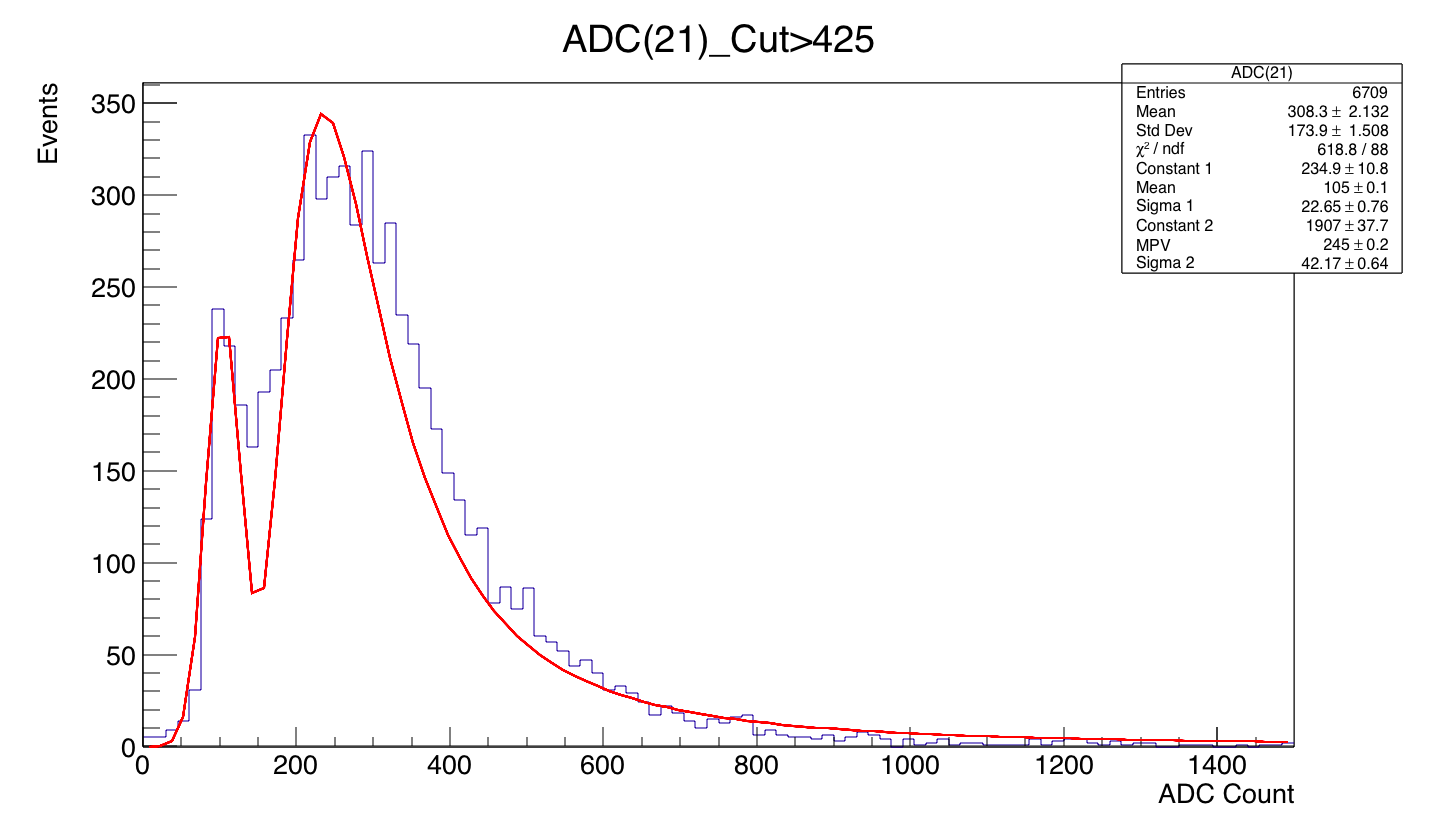 ADC(21)_Cut>425
ADC(21)
Entries 6709
Mean 308.3 ± 2.132
Std Dev 173.9 ± 1.508
χ² / ndf 618.8 / 88
Constant 1 234.9 ± 10.8
Mean 105 ± 0.1
Sigma 1 22.65 ± 0.76
Constant 2 1907 ± 37.7
MPV 245 ± 0.2
Sigma 2 42.17 ± 0.64
Events
350
300
250
200
150
100
50
0
0 200 400 600 800 1000 1200 1400
ADC Count